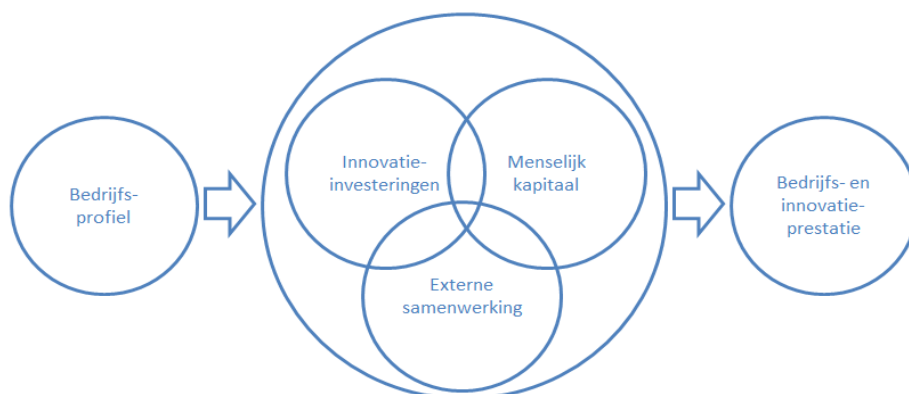 Bedrijfs-
profiel
Innovatie-
investeringen
Menselijk
kapitaal
Externe
samenwerking
Bedrijfs- en
innovatie-
prestatie